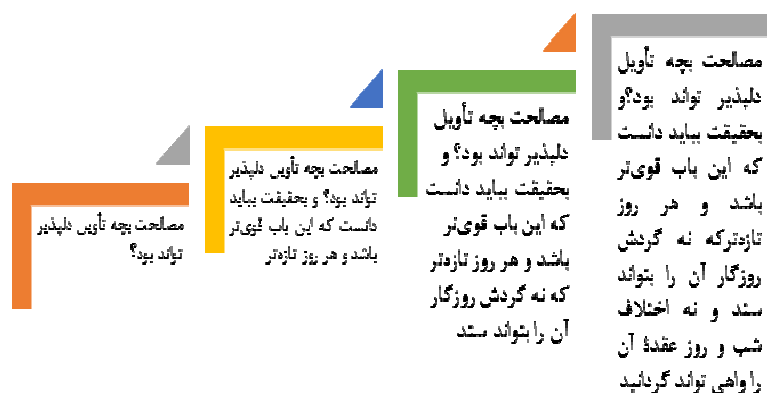 مصالحت بچه تأویل
دلپذیر تواند بود؟و
بحقیقت بباید دانست
که این باب قوی‌تر
باشد و هر روز
تازه‌ترکه نه گردش
روزگار آن را بتواند
ستد و نه اختلاف
شب و روز عقدهٔ آن
را واهی تواند گردانید
مصالحت بچه تأویل
دلپذیر تواند بود؟ و
بحقیقت بباید دانست
که این باب قوی‌تر
باشد و هر روز تازه‌تر
که نه گردش روزگار
آن را بتواند ستد
مصالحت بچه تأویل دلپذیر
تواند بود؟ و بحقیقت بباید
دانست که این باب قوی‌تر
باشد و هر روز تازه‌تر
مصالحت بچه تأویل دلپذیر
تواند بود؟